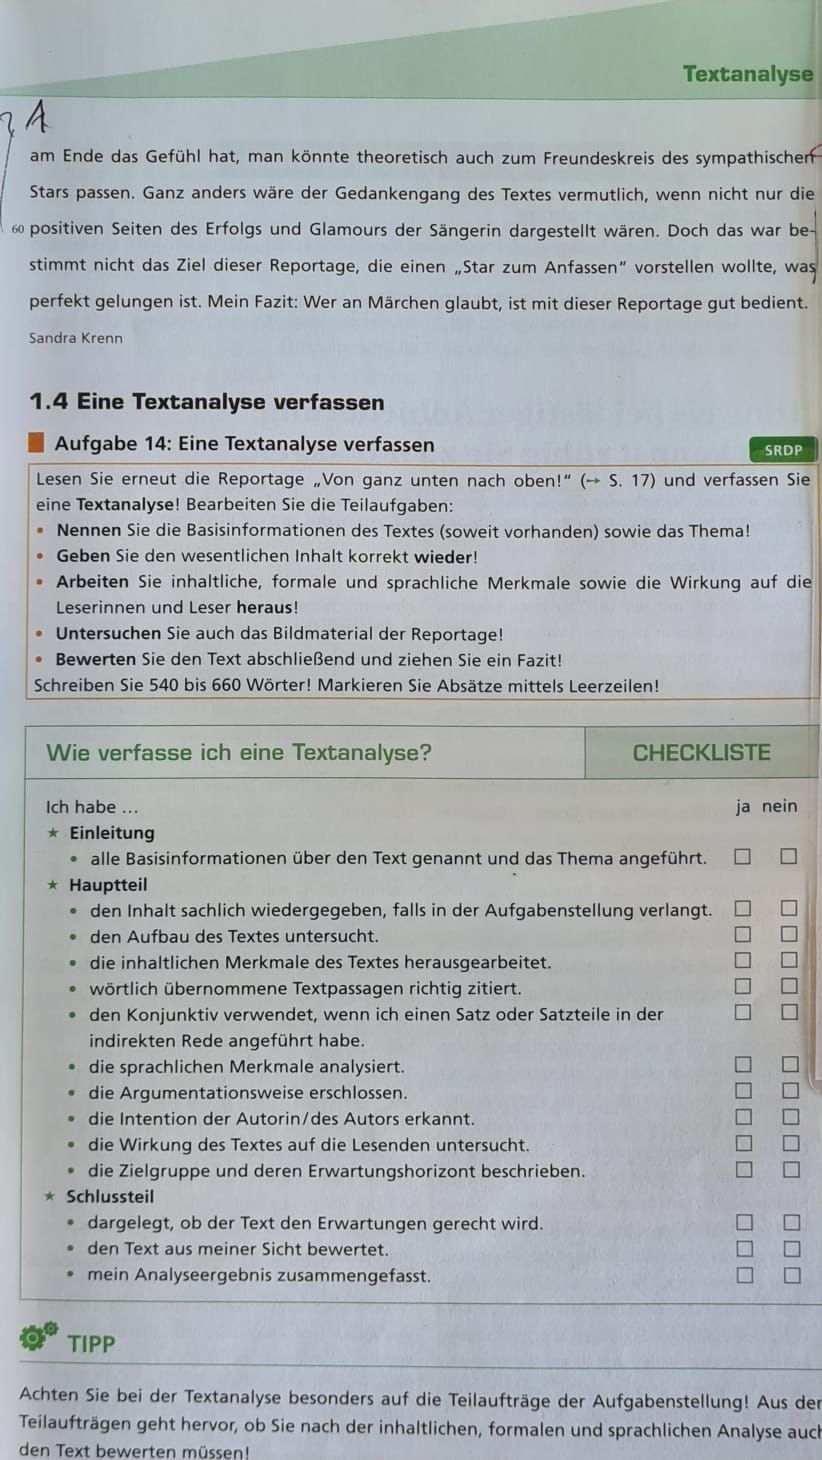 Textanalyse
A
am Ende das Gefühl hat, man könnte theoretisch auch zum Freundeskreis des sympathischen
Stars passen. Ganz anders wäre der Gedankengang des Textes vermutlich, wenn nicht nur die
60 positiven Seiten des Erfolgs und Glamours der Sängerin dargestellt wären. Doch das war be-
stimmt nicht das Ziel dieser Reportage, die einen „Star zum Anfassen“ vorstellen wollte, was
perfekt gelungen ist. Mein Fazit: Wer an Märchen glaubt, ist mit dieser Reportage gut bedient.
Sandra Krenn
1.4 Eine Textanalyse verfassen
Aufgabe 14: Eine Textanalyse verfassen
SRDP
Lesen Sie erneut die Reportage „Von ganz unten nach oben!“ (→ S. 17) und verfassen Sie
eine Textanalyse! Bearbeiten Sie die Teilaufgaben:
• Nennen Sie die Basisinformationen des Textes (soweit vorhanden) sowie das Thema!
• Geben Sie den wesentlichen Inhalt korrekt wieder!
• Arbeiten Sie inhaltliche, formale und sprachliche Merkmale sowie die Wirkung auf die
Leserinnen und Leser heraus!
• Untersuchen Sie auch das Bildmaterial der Reportage!
• Bewerten Sie den Text abschließend und ziehen Sie ein Fazit!
Schreiben Sie 540 bis 660 Wörter! Markieren Sie Absätze mittels Leerzeilen!
Wie verfasse ich eine Textanalyse? CHECKLISTE
Ich habe … ja nein
★ Einleitung
• alle Basisinformationen über den Text genannt und das Thema angeführt.
★ Hauptteil
• den Inhalt sachlich wiedergegeben, falls in der Aufgabenstellung verlangt.
• den Aufbau des Textes untersucht.
• die inhaltlichen Merkmale des Textes herausgearbeitet.
• wörtlich übernommene Textpassagen richtig zitiert.
• den Konjunktiv verwendet, wenn ich einen Satz oder Satzteile in der
indirekten Rede angeführt habe.
• die sprachlichen Merkmale analysiert.
• die Argumentationsweise erschlossen.
• die Intention der Autorin/des Autors erkannt.
• die Wirkung des Textes auf die Lesenden untersucht.
• die Zielgruppe und deren Erwartungshorizont beschrieben.
★ Schlussteil
• dargelegt, ob der Text den Erwartungen gerecht wird.
• den Text aus meiner Sicht bewertet.
• mein Analyseergebnis zusammengefasst.
TIPP
Achten Sie bei der Textanalyse besonders auf die Teilaufträge der Aufgabenstellung! Aus den
Teilaufträgen geht hervor, ob Sie nach der inhaltlichen, formalen und sprachlichen Analyse auch
den Text bewerten müssen!